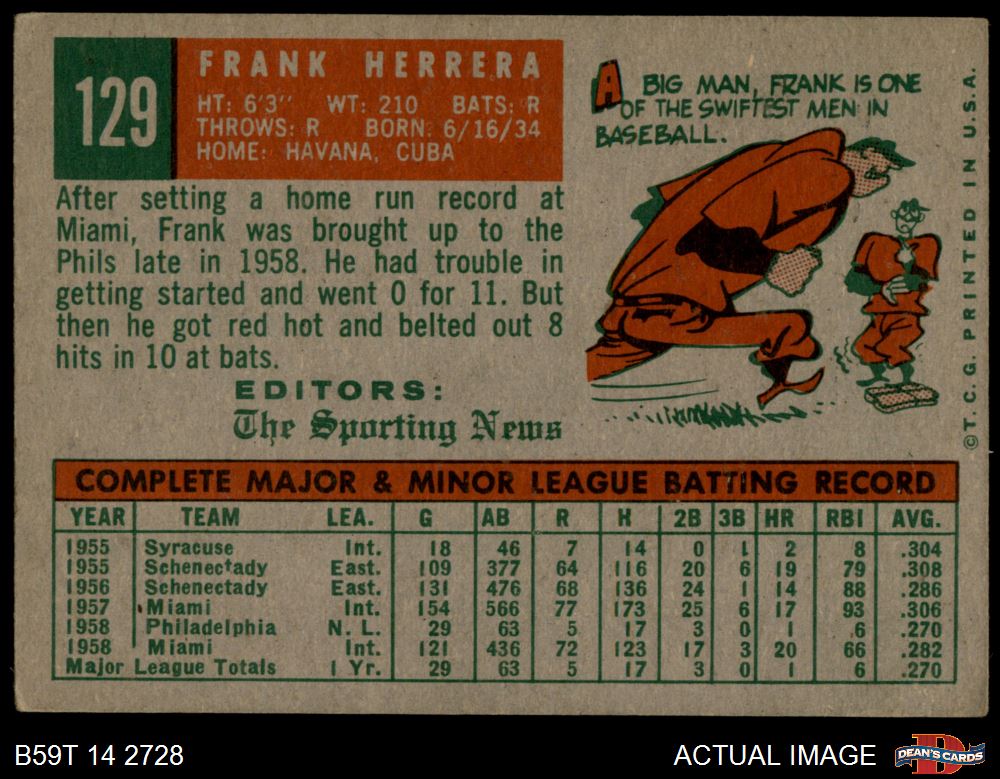 129
FRANK HERRERA
HT: 6'3" WT: 210 BATS: R
THROWS: R BORN: 6/16/34
HOME: HAVANA, CUBA
After setting a home run record at
Miami, Frank was brought up to the
Phils late in 1958. He had trouble in
getting started and went 0 for 11. But
then he got red hot and belted out 8
hits in 10 at bats.
EDITORS:
The Sporting News
A BIG MAN, FRANK IS ONE
OF THE SWIFTEST MEN IN
BASEBALL.
©T. C. G. PRINTED IN U.S.A.
COMPLETE MAJOR & MINOR LEAGUE BATTING RECORD
YEAR TEAM LEA. G AB R H 2B 3B HR RBI AVG.
1955 Syracuse Int. 18 46 7 14 0 1 2 8 .304
1955 Schenectady East. 109 377 64 116 20 6 19 79 .308
1956 Schenectady East. 131 476 68 136 24 1 14 88 .286
1957 Miami Int. 154 566 77 173 25 6 17 93 .306
1958 Philadelphia N. L. 29 63 5 17 3 0 1 6 .270
1958 Miami Int. 121 436 72 123 17 3 20 66 .282
Major League Totals 1 Yr. 29 63 5 17 3 0 1 6 .270
B59T 14 2728
ACTUAL IMAGE
DEAN'S CARDS